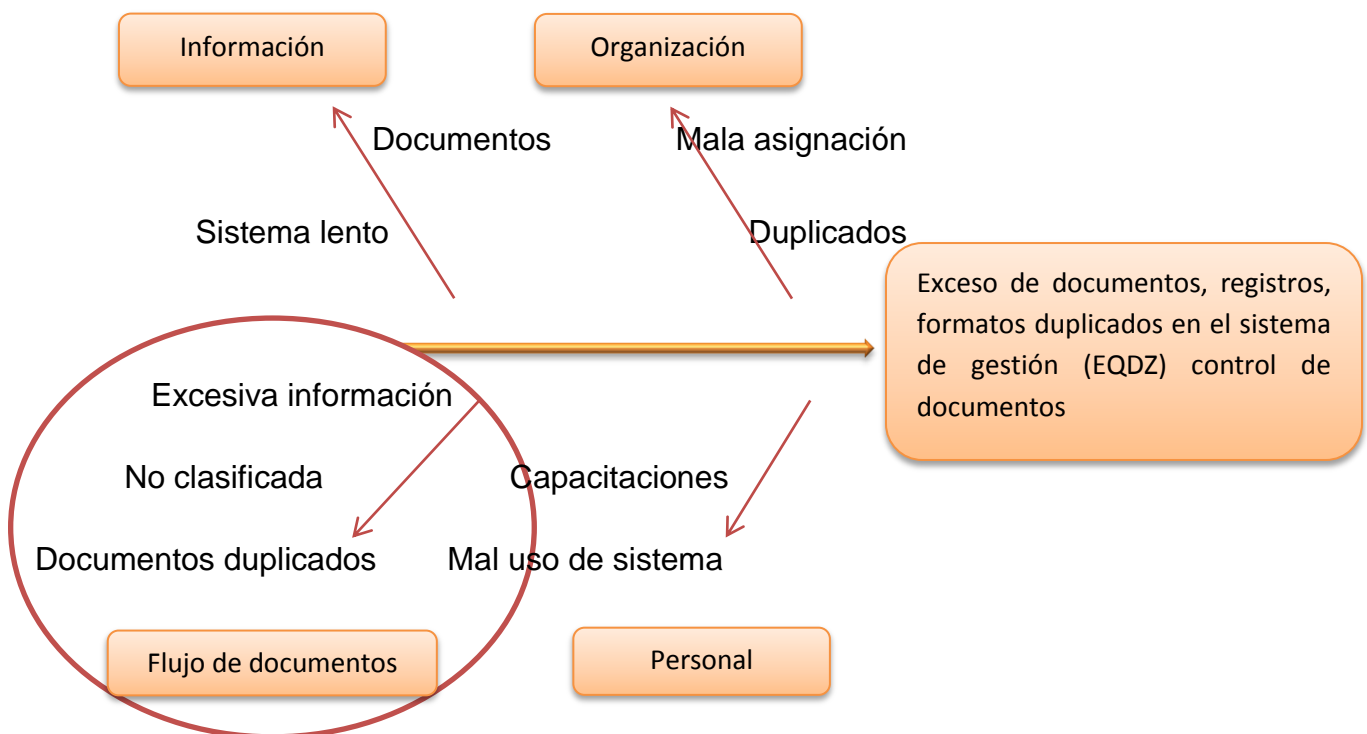 Información
Organización
Documentos
Mala asignación
Sistema lento
Duplicados
Exceso de documentos, registros,
formatos duplicados en el sistema
de gestión (EQDZ) control de
documentos
Excesiva información
No clasificada
Capacitaciones
Documentos duplicados
Mal uso de sistema
Flujo de documentos
Personal